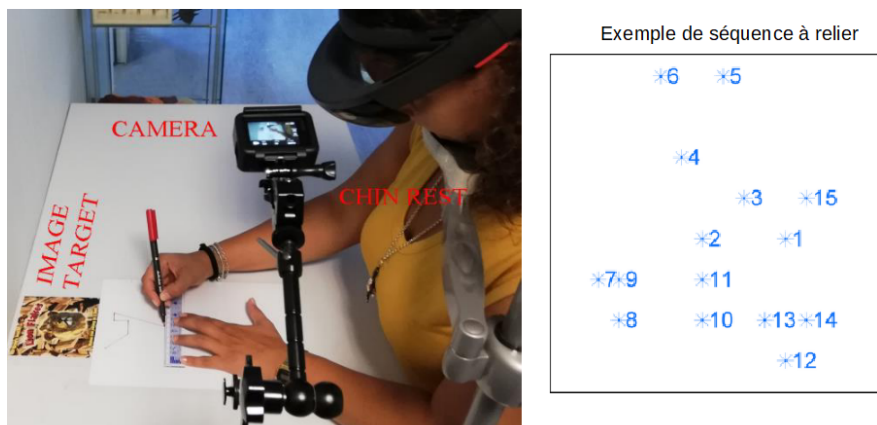 CAMERA
CHIN REST
IMAGE
TARGET
Exemple de séquence à relier
6 5
4
3 15
2 1
7 9 11
8 10 13 14
12